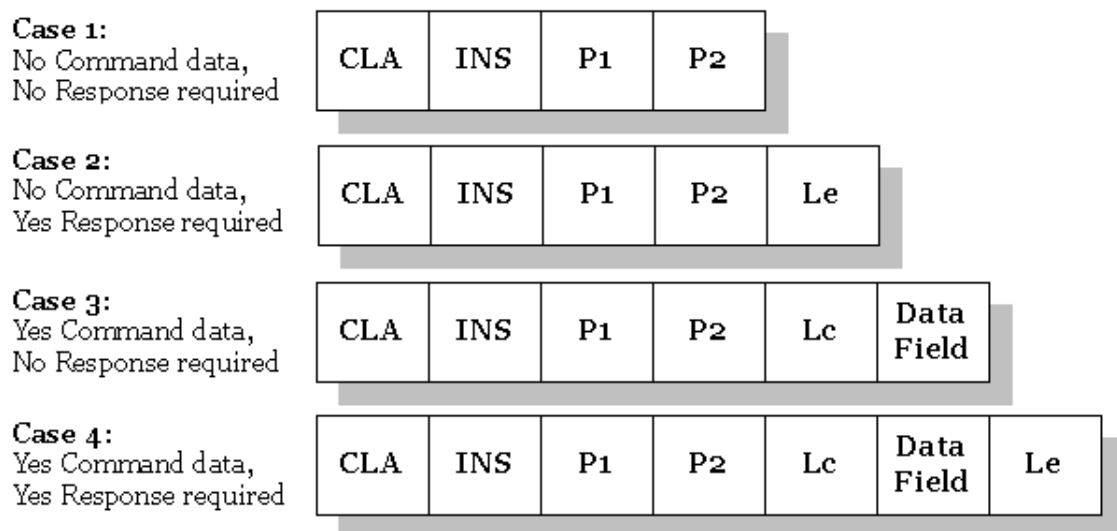 Case 1:
No Command data,
No Response required
CLA INS P1 P2
Case 2:
No Command data,
Yes Response required
CLA INS P1 P2 Le
Case 3:
Yes Command data,
No Response required
CLA INS P1 P2 Lc Data Field
Case 4:
Yes Command data,
Yes Response required
CLA INS P1 P2 Lc Data Field Le